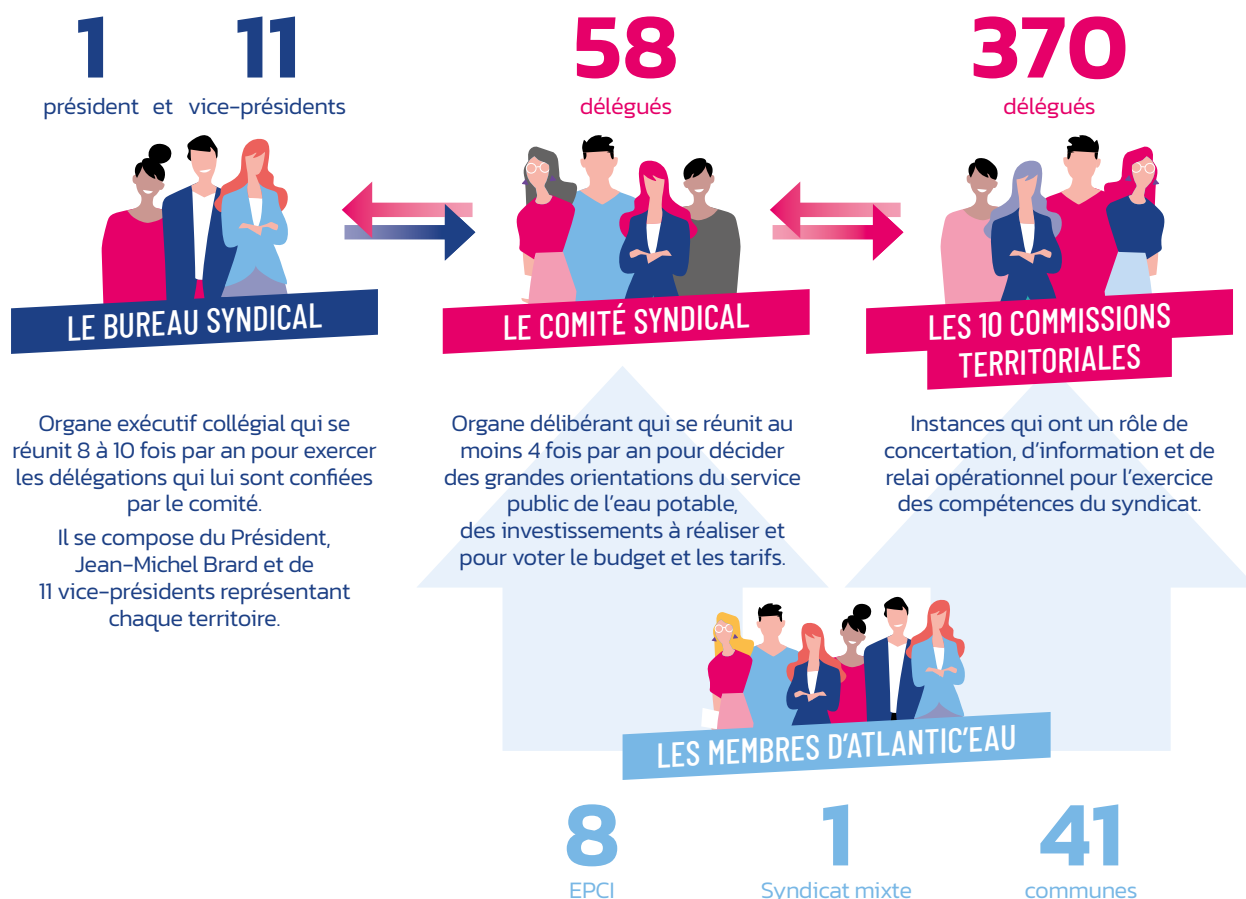 1 11
président et vice-présidents
LE BUREAU SYNDICAL
Organe exécutif collégial qui se
réunit 8 à 10 fois par an pour exercer
les délégations qui lui sont confiées
par le comité.
Il se compose du Président,
Jean-Michel Brard et de
11 vice-présidents représentant
chaque territoire.
58
délégués
LE COMITÉ SYNDICAL
Organe délibérant qui se réunit au
moins 4 fois par an pour décider
des grandes orientations du service
public de l'eau potable,
des investissements à réaliser et
pour voter le budget et les tarifs.
370
délégués
LES 10 COMMISSIONS
TERRITORIALES
Instances qui ont un rôle de
concertation, d'information et de
relai opérationnel pour l'exercice
des compétences du syndicat.
LES MEMBRES D'ATLANTIC'EAU
8
EPCI
1
Syndicat mixte
41
communes